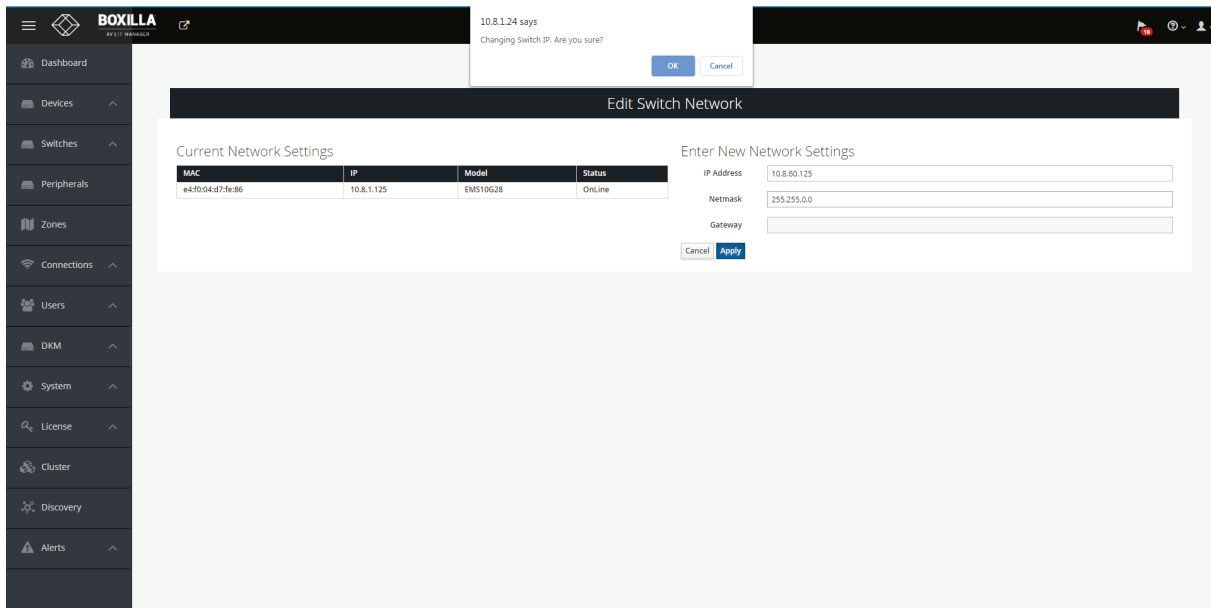 BOXILLA
AV | IT MANAGER
10.8.1.24 says
Changing Switch IP. Are you sure?
OK Cancel
18
Dashboard
Devices
Switches
Peripherals
Zones
Connections
Users
DKM
System
License
Cluster
Discovery
Alerts
Edit Switch Network
Current Network Settings
MAC IP Model Status
e4:f0:04:d7:fe:86 10.8.1.125 EMS10G28 OnLine
Enter New Network Settings
IP Address 10.8.60.125
Netmask 255.255.0.0
Gateway
Cancel Apply